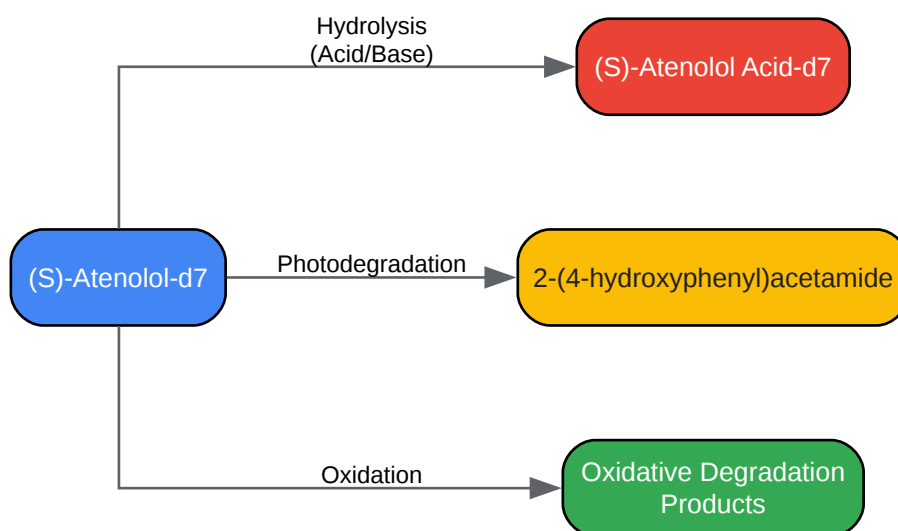 Hydrolysis
(Acid/Base)
(S)-Atenolol Acid-d7
(S)-Atenolol-d7
Photodegradation
2-(4-hydroxyphenyl)acetamide
Oxidation
Oxidative Degradation
Products